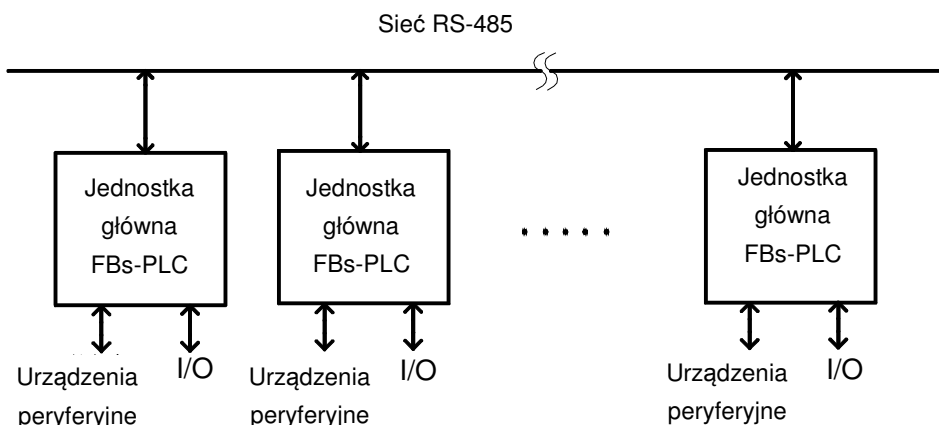 Sieć RS-485
Jednostka
główna
FBs-PLC
Jednostka
główna
FBs-PLC
Jednostka
główna
FBs-PLC
Urządzenia
peryferyjne
I/O
Urządzenia
peryferyjne
I/O
Urządzenia
peryferyjne
I/O